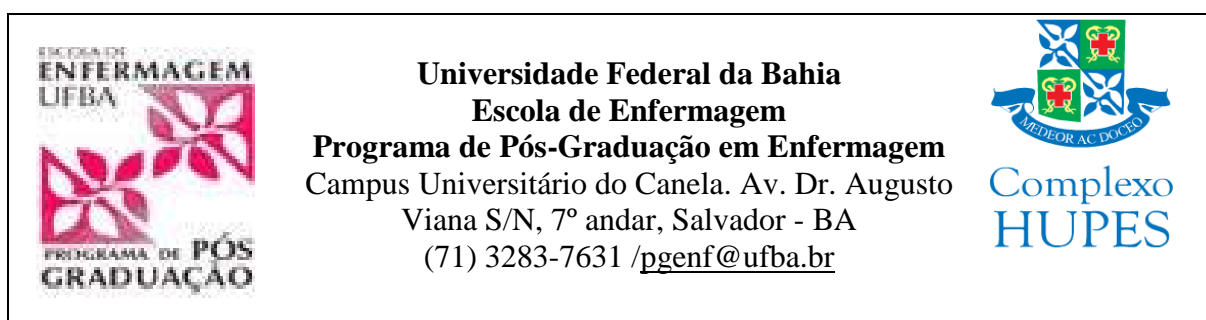 ESCOLA DE
ENFERMAGEM
UFBA
PROGRAMA DE PÓS
GRADUAÇÃO
Universidade Federal da Bahia
Escola de Enfermagem
Programa de Pós-Graduação em Enfermagem
Campus Universitário do Canela. Av. Dr. Augusto
Viana S/N, 7º andar, Salvador - BA
(71) 3283-7631 /pgenf@ufba.br
MEDEOR AC DOCEO
Complexo
HUPES